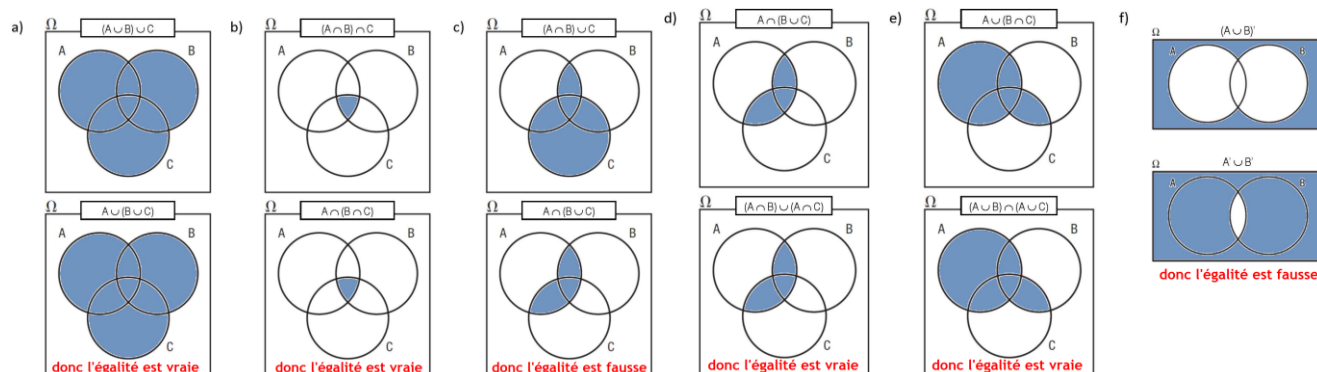 a)
Ω
(A∪B)∪C
A
B
C
Ω
A∪(B∪C)
A
B
C
donc l'égalité est vraie
b)
Ω
(A∩B)∩C
A
B
C
Ω
A∩(B∩C)
A
B
C
donc l'égalité est vraie
c)
Ω
(A∩B)∪C
A
B
C
Ω
A∩(B∪C)
A
B
C
donc l'égalité est fausse
d)
Ω
A∩(B∪C)
A
B
C
Ω
(A∩B)∪(A∩C)
A
B
C
donc l'égalité est vraie
e)
Ω
A∪(B∩C)
A
B
C
Ω
(A∪B)∩(A∪C)
A
B
C
donc l'égalité est vraie
f)
Ω
(A∪B)'
A
B
Ω
A'∪B'
A
B
donc l'égalité est fausse